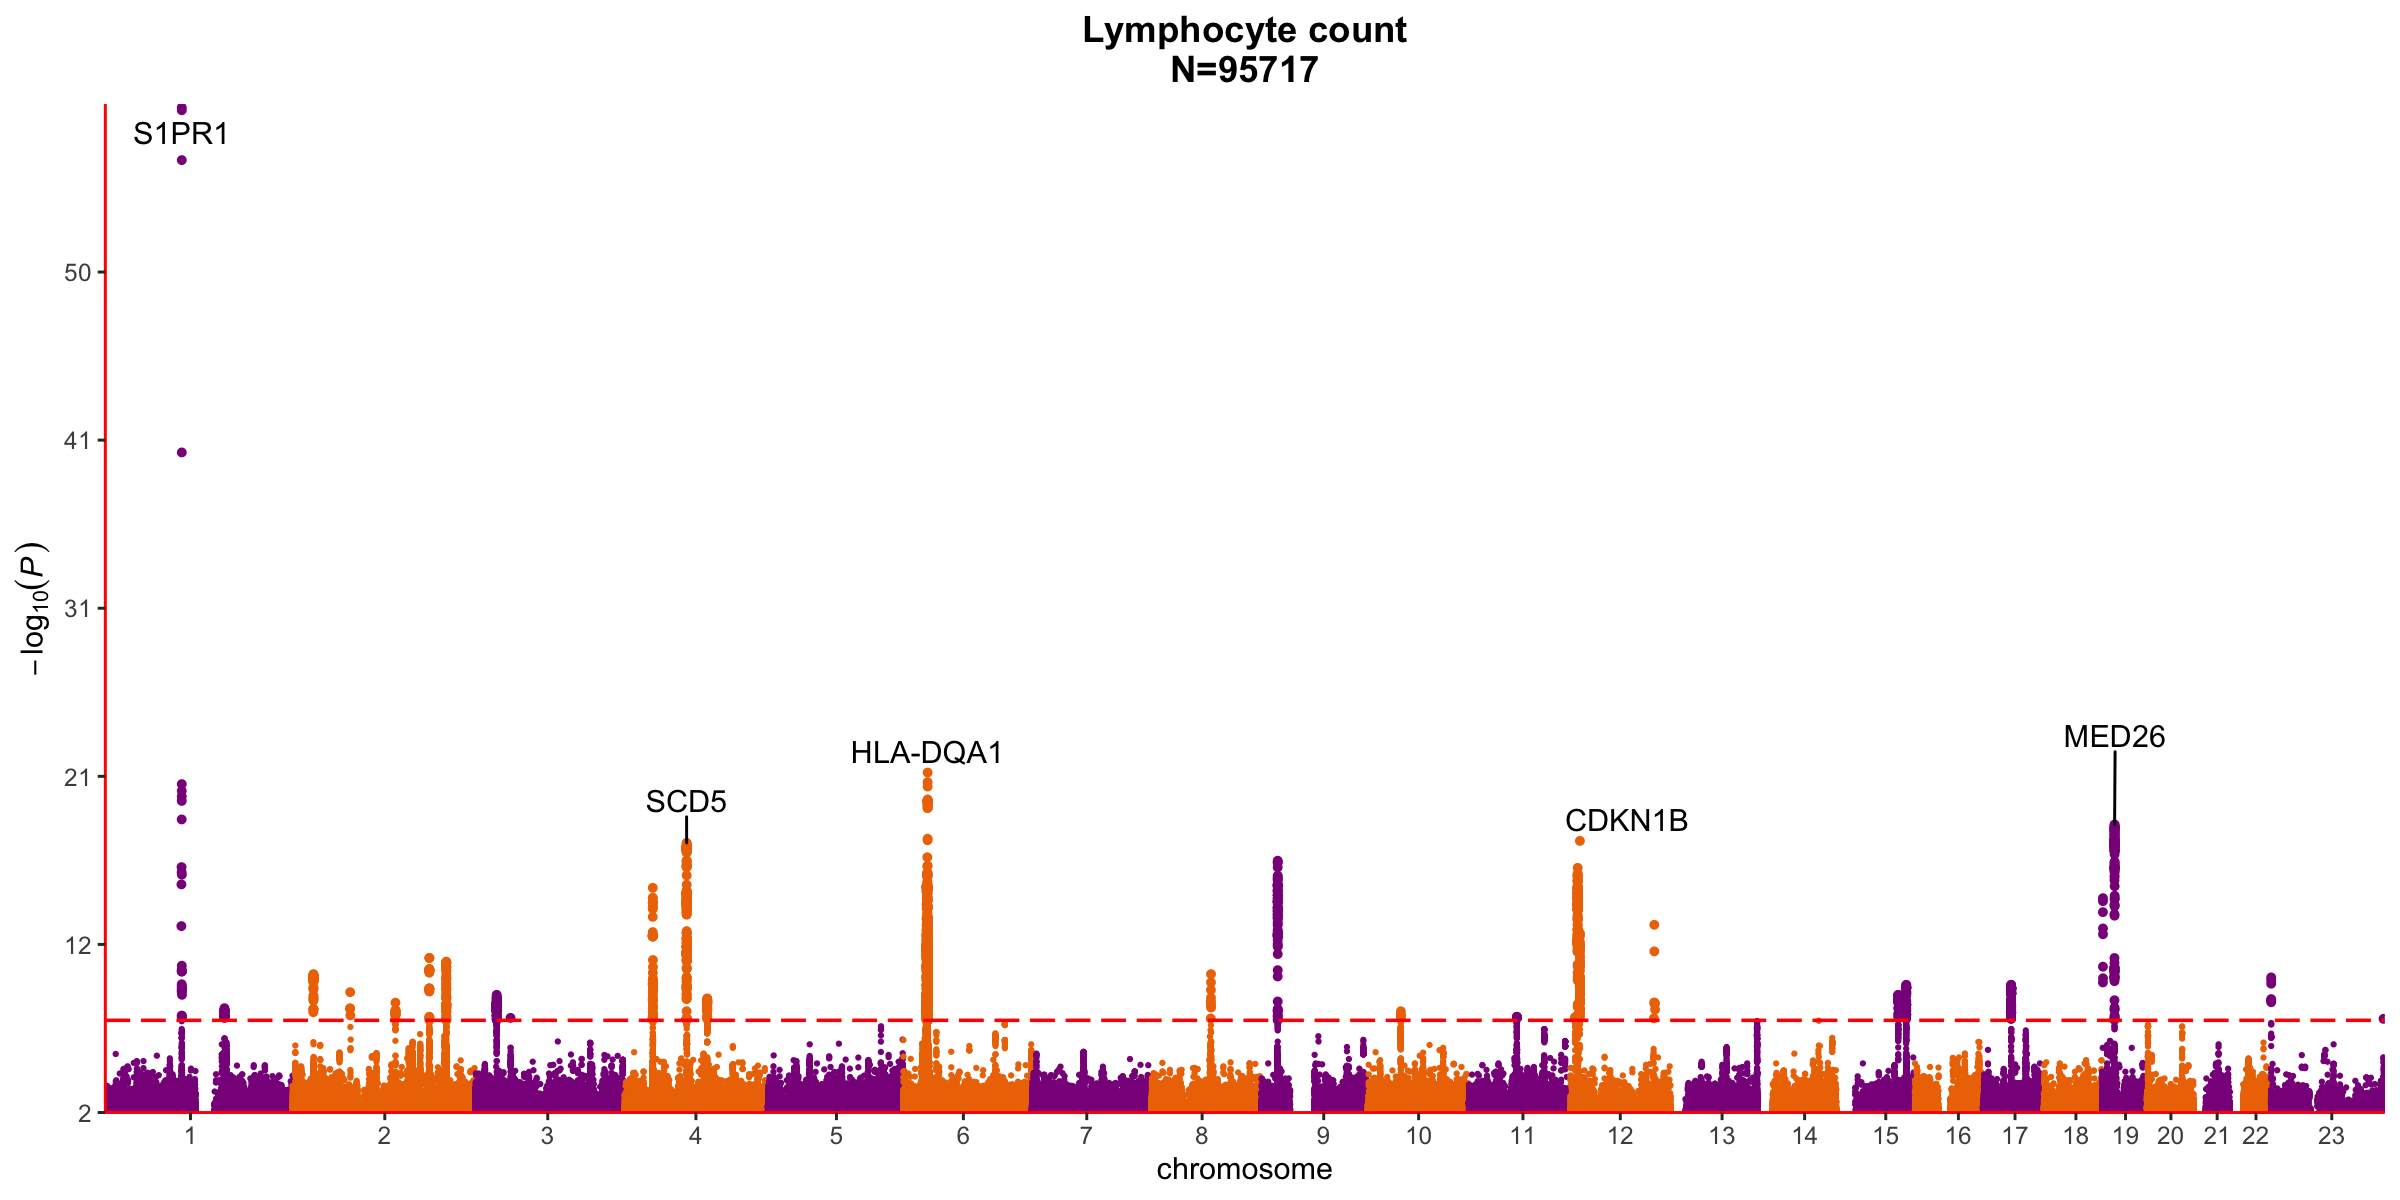 Lymphocyte count
N=95717
S1PR1
50
41
31
21
12
2
−log10(P)
MED26
HLA-DQA1
SCD5
CDKN1B
1 2 3 4 5 6 7 8 9 10 11 12 13 14 15 16 17 18 19 20 21 22 23
chromosome